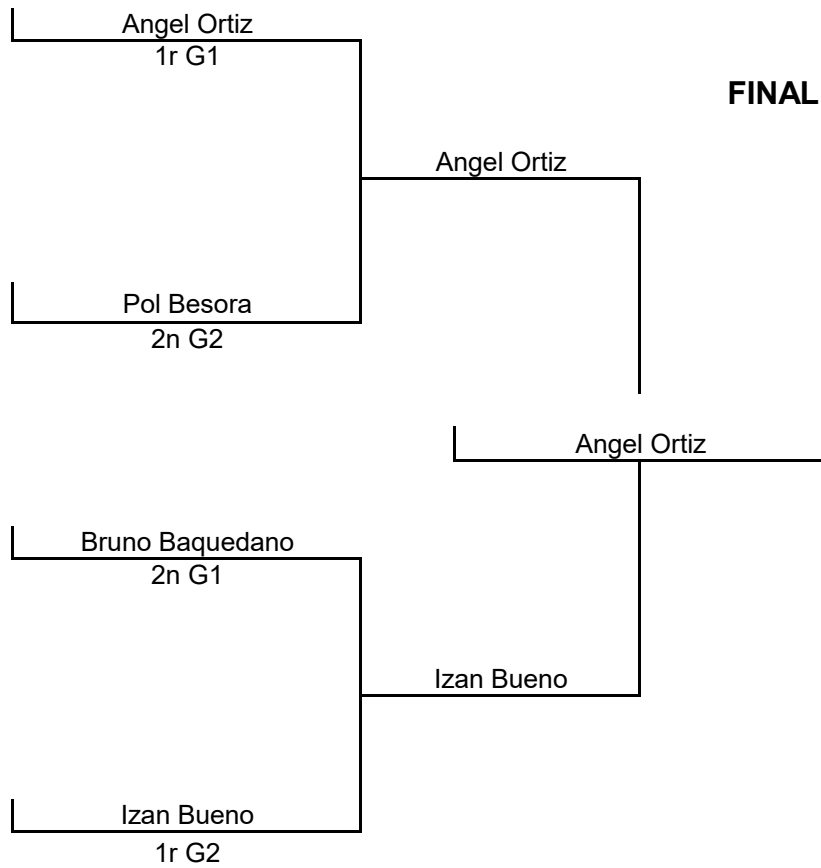 Angel Ortiz
1r G1
FINAL
Angel Ortiz
Pol Besora
2n G2
Angel Ortiz
Bruno Baquedano
2n G1
Izan Bueno
Izan Bueno
1r G2